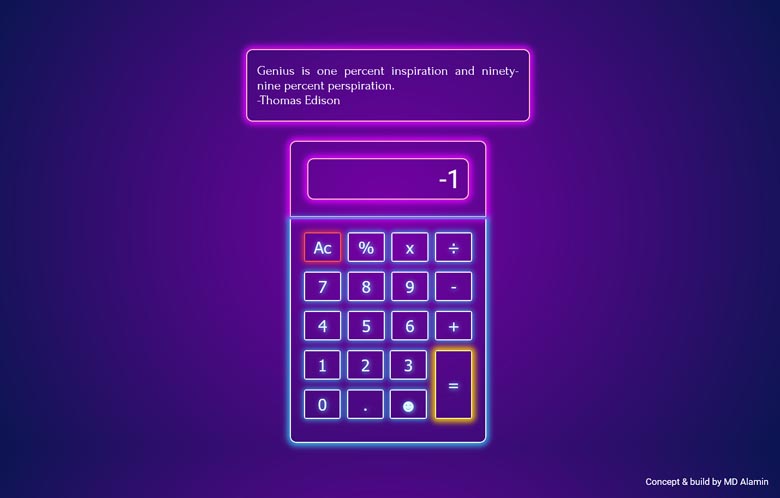 Genius is one percent inspiration and ninety-
nine percent perspiration.
-Thomas Edison
-1
Ac % x ÷
7 8 9 -
4 5 6 +
1 2 3
=
0 . ☻
Concept & build by MD Alamin